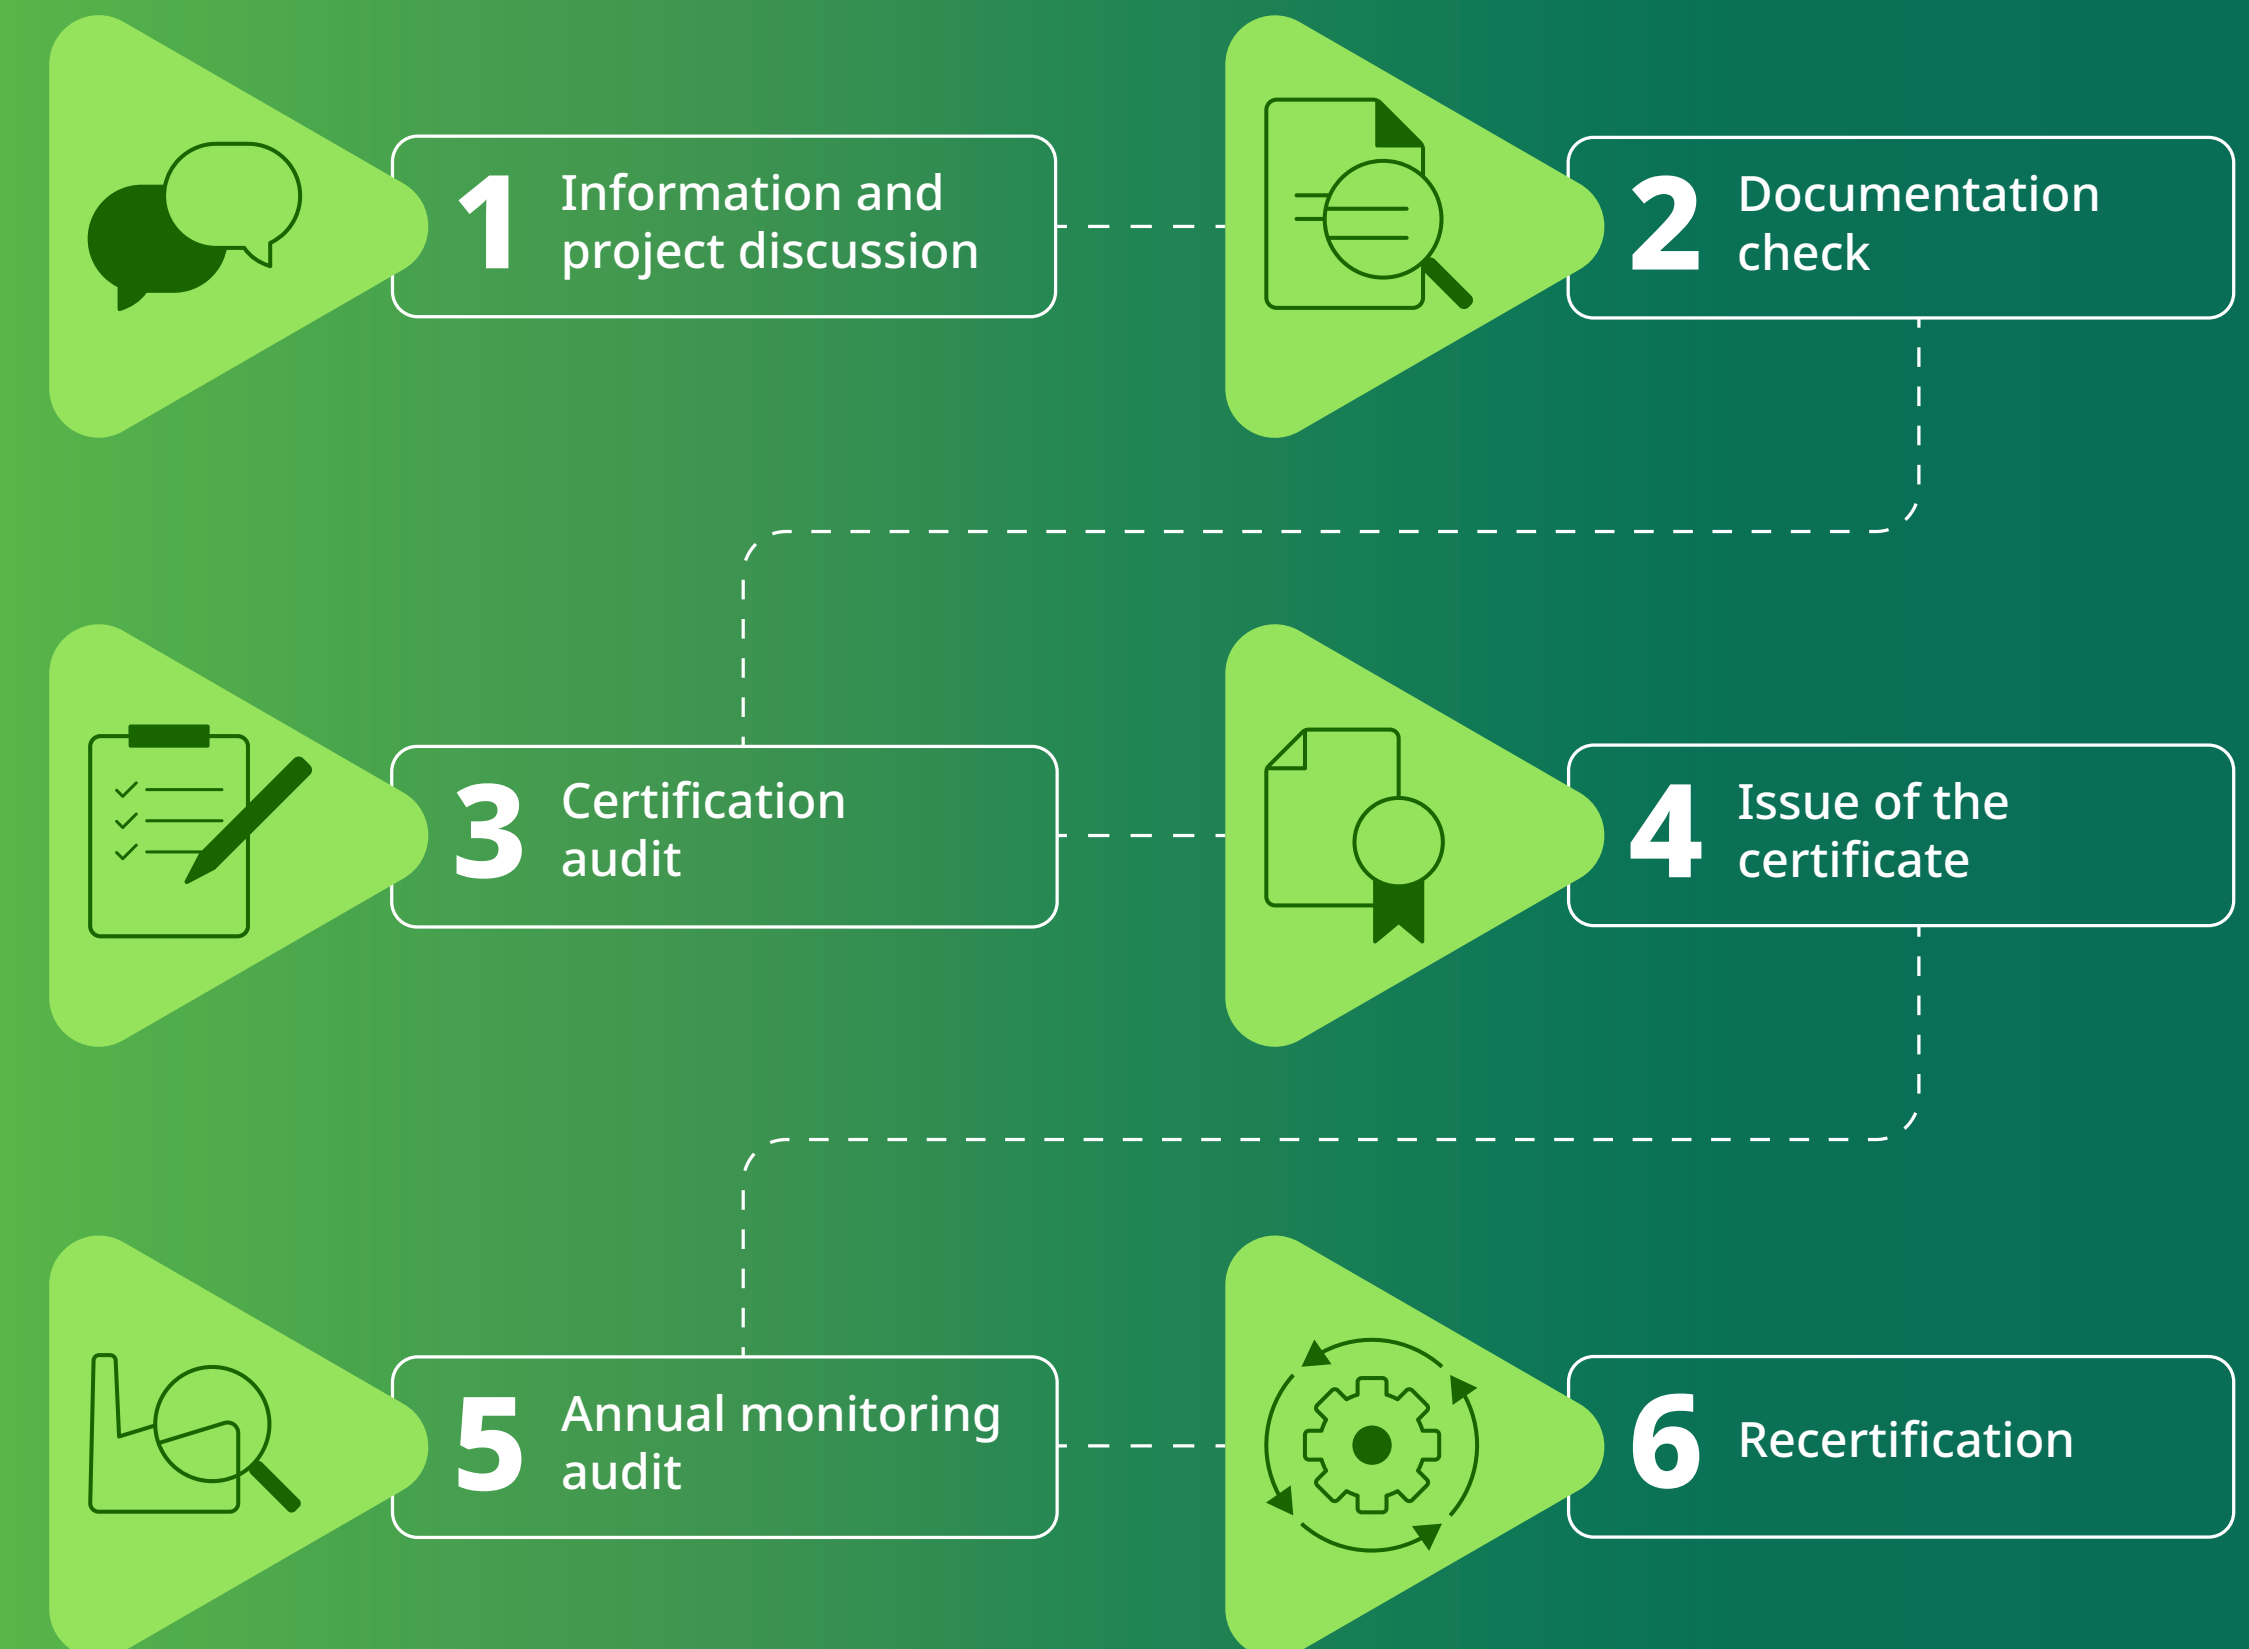 1
Information and
project discussion
2
Documentation
check
3
Certification
audit
4
Issue of the
certificate
5
Annual monitoring
audit
6
Recertification